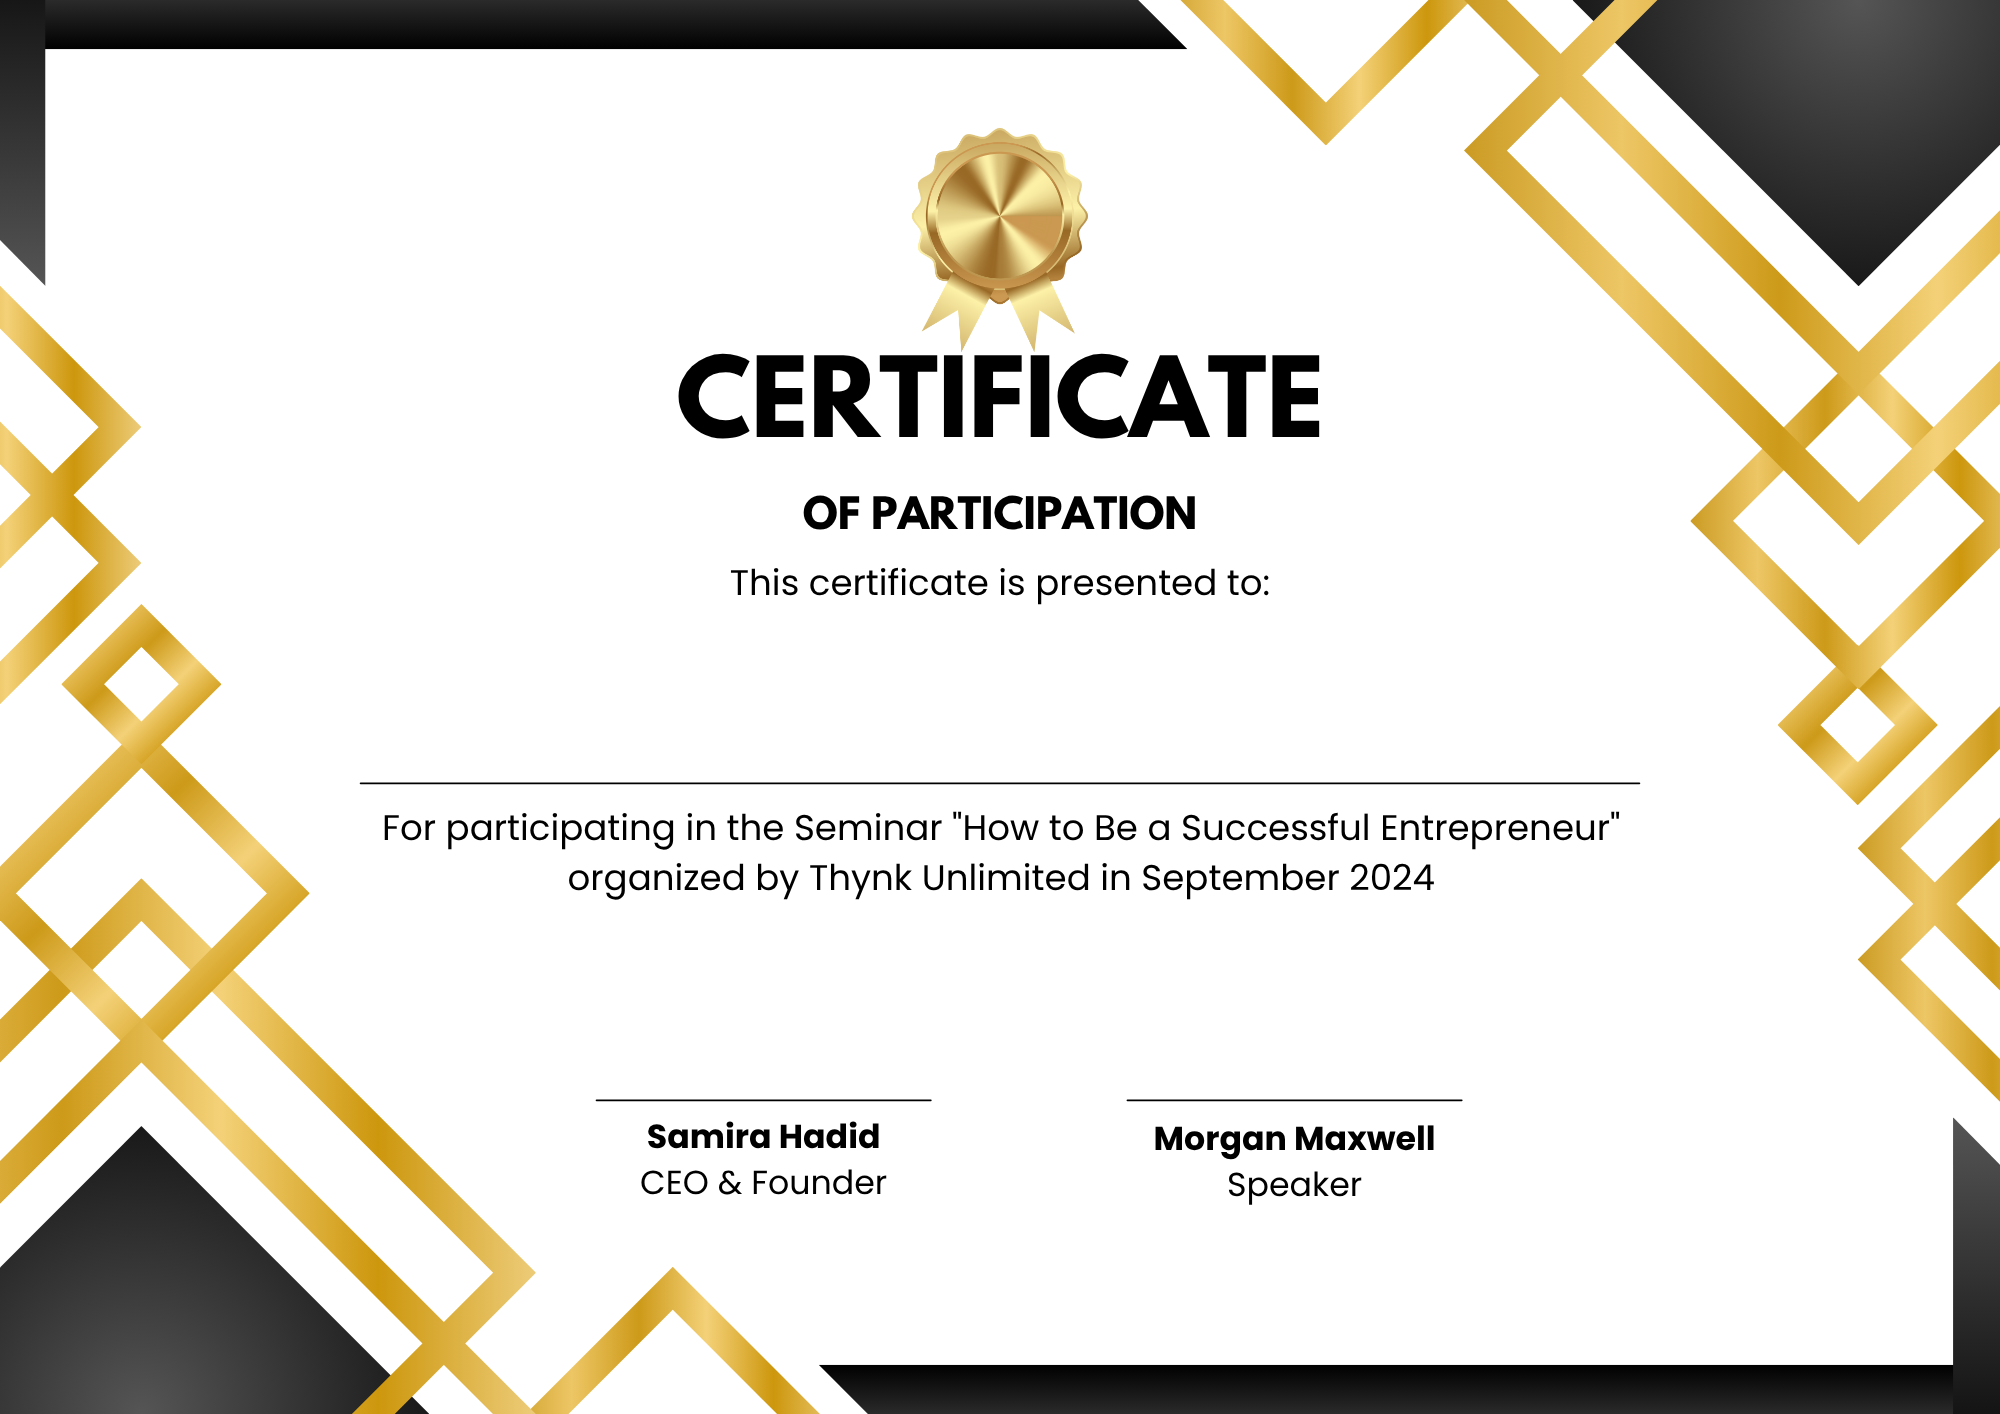 CERTIFICATE
OF PARTICIPATION
This certificate is presented to:
For participating in the Seminar "How to Be a Successful Entrepreneur"
organized by Thynk Unlimited in September 2024
Samira Hadid
CEO & Founder
Morgan Maxwell
Speaker